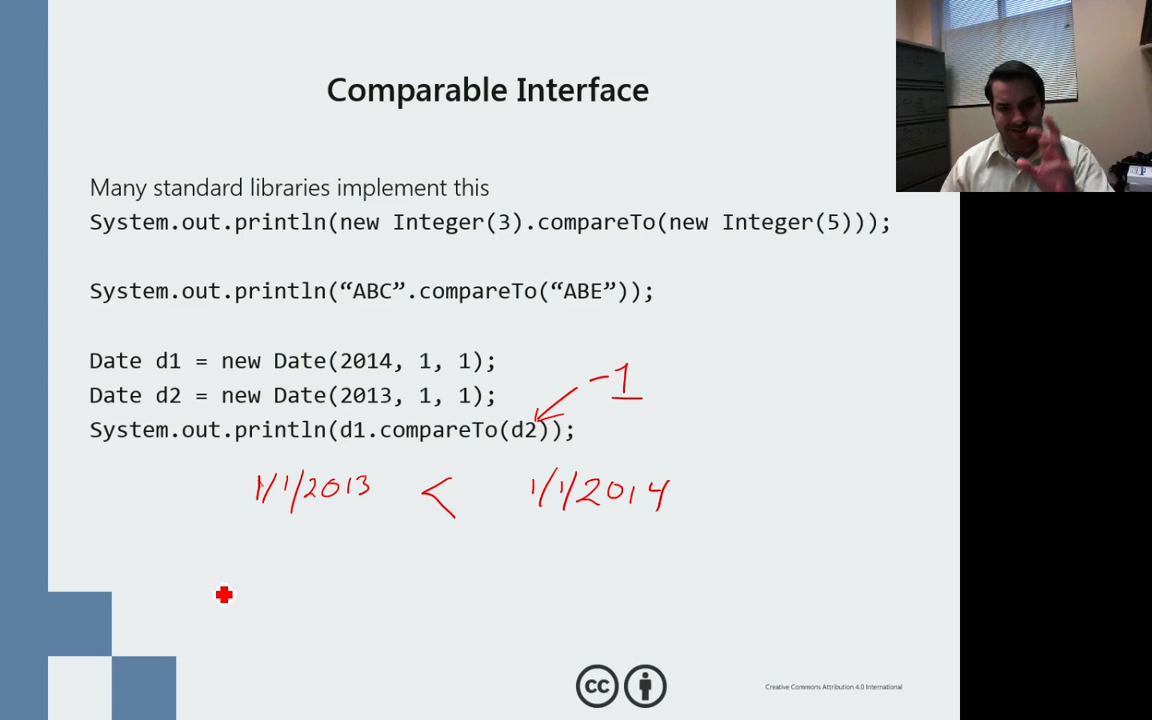 Comparable Interface
Many standard libraries implement this
System.out.println(new Integer(3).compareTo(new Integer(5)));
System.out.println(“ABC”.compareTo(“ABE”));
Date d1 = new Date(2014, 1, 1);
Date d2 = new Date(2013, 1, 1);
-1
System.out.println(d1.compareTo(d2));
1/1/2013 < 1/1/2014
cc
Creative Commons Attribution 4.0 International